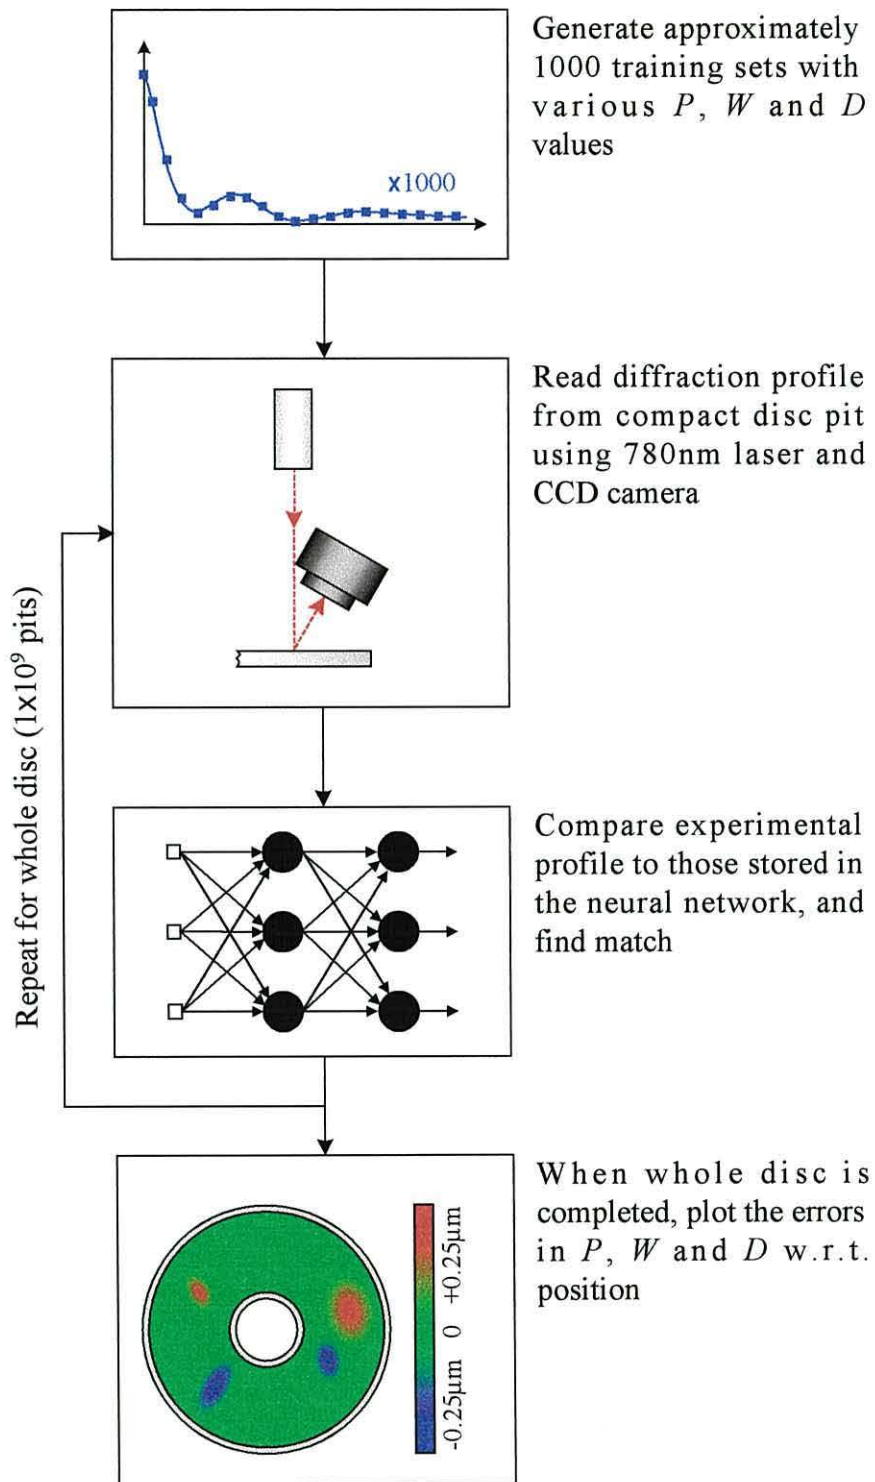 Generate approximately
1000 training sets with
various P, W and D
values
x1000
Read diffraction profile
from compact disc pit
using 780nm laser and
CCD camera
Repeat for whole disc (1x10⁹ pits)
Compare experimental
profile to those stored in
the neural network, and
find match
When whole disc is
completed, plot the errors
in P, W and D w.r.t.
position
-0.25µm 0 +0.25µm